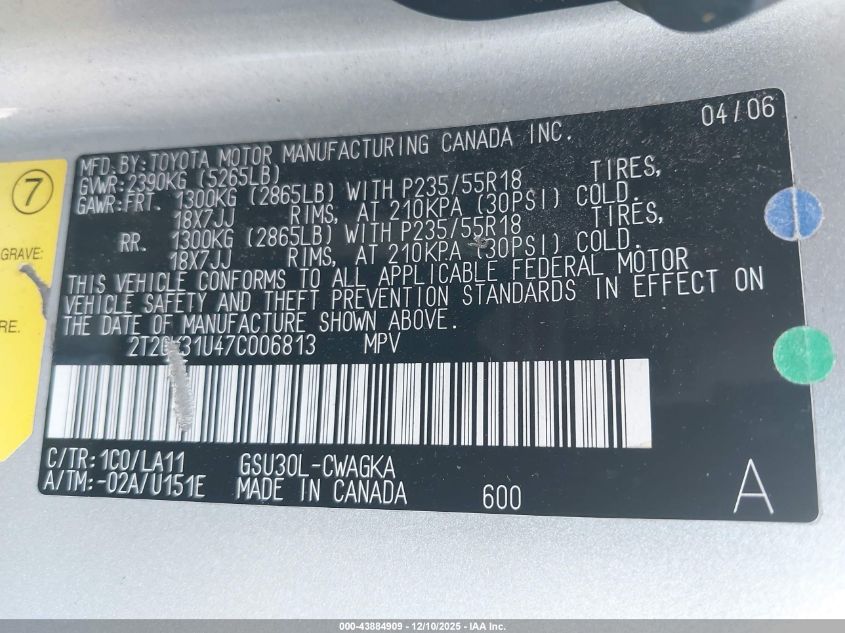 04/06
MFD. BY: TOYOTA MOTOR MANUFACTURING CANADA INC.
GVWR: 2390KG (5265LB)
GAWR: FRT. 1300KG (2865LB) WITH P235/55R18 TIRES,
18X7JJ RIMS, AT 210KPA (30PSI) COLD.
RR. 1300KG (2865LB) WITH P235/55R18 TIRES,
18X7JJ RIMS, AT 210KPA (30PSI) COLD.
THIS VEHICLE CONFORMS TO ALL APPLICABLE FEDERAL MOTOR
VEHICLE SAFETY AND THEFT PREVENTION STANDARDS IN EFFECT ON
THE DATE OF MANUFACTURE SHOWN ABOVE.
MPV
C/TR: 1C0/LA11 GSU30L-CWAGKA
A/TM: -02A/U151E MADE IN CANADA 600 A
7
GRAVE:
RE.
000-43884909 - 12/10/2025 - IAA Inc.